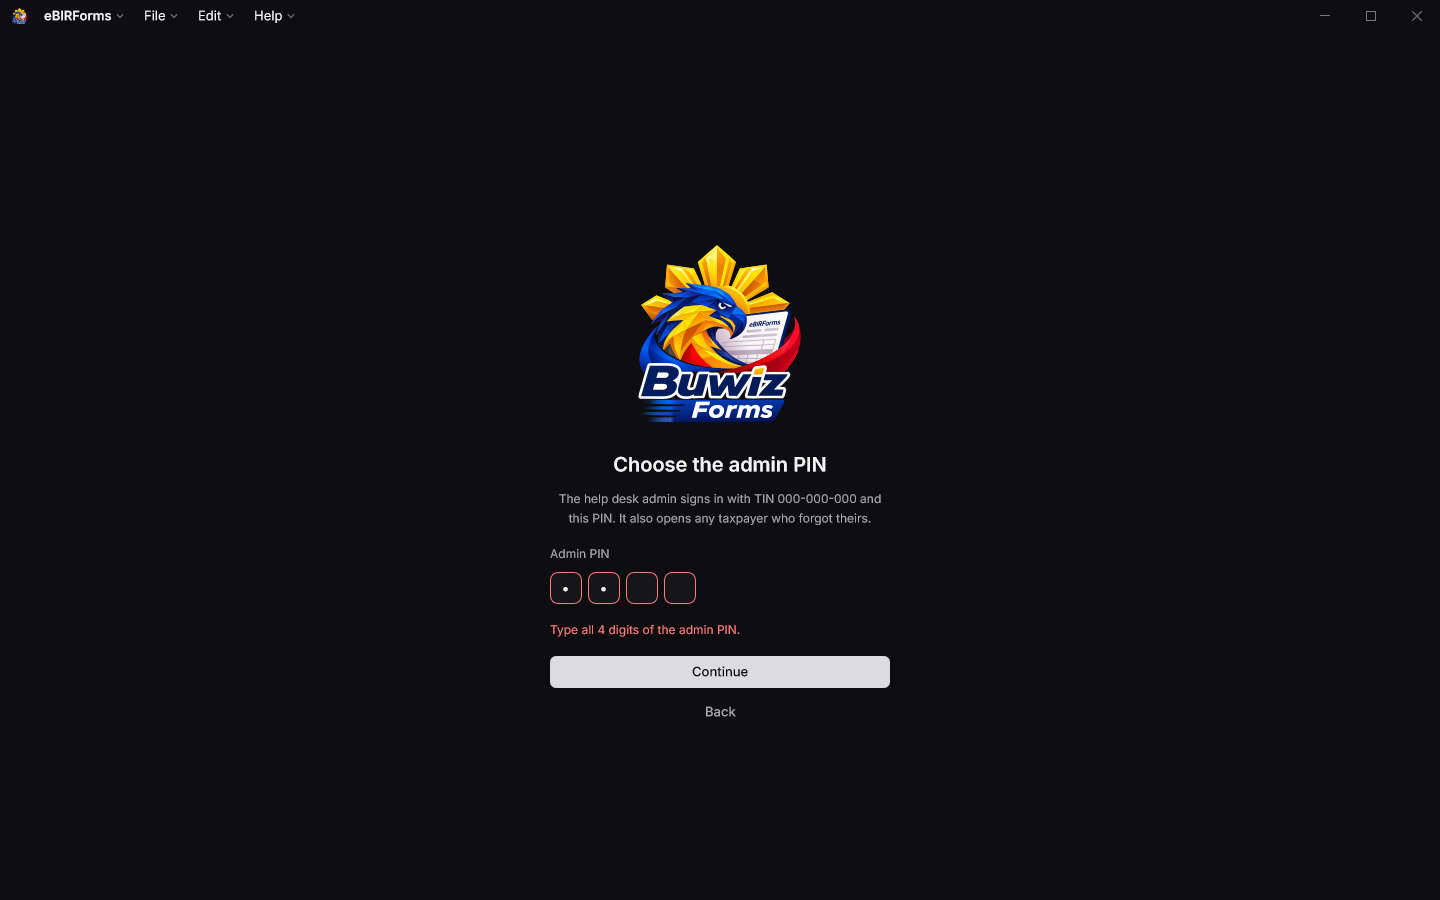 eBIRForms File Edit Help
eBIRForms
Buwiz
Forms
Choose the admin PIN
The help desk admin signs in with TIN 000-000-000 and
this PIN. It also opens any taxpayer who forgot theirs.
Admin PIN
Type all 4 digits of the admin PIN.
Continue
Back